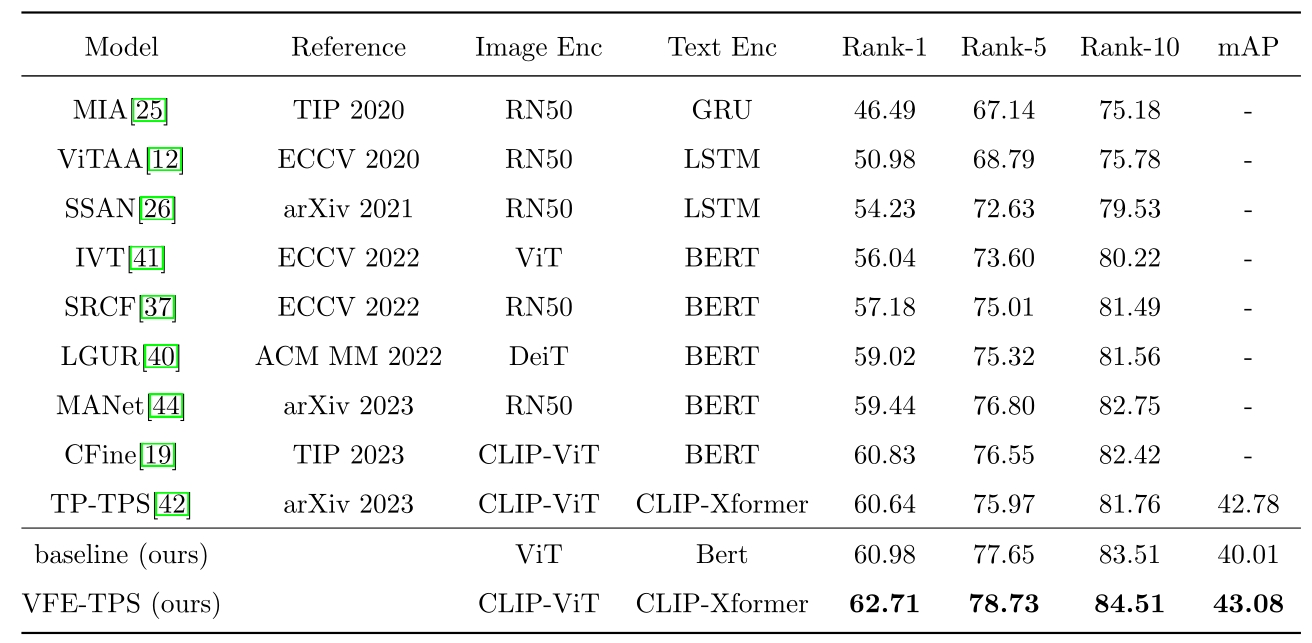 Model Reference Image Enc Text Enc Rank-1 Rank-5 Rank-10 mAP
MIA[25] TIP 2020 RN50 GRU 46.49 67.14 75.18 -
ViTAA[12] ECCV 2020 RN50 LSTM 50.98 68.79 75.78 -
SSAN[26] arXiv 2021 RN50 LSTM 54.23 72.63 79.53 -
IVT[41] ECCV 2022 ViT BERT 56.04 73.60 80.22 -
SRCF[37] ECCV 2022 RN50 BERT 57.18 75.01 81.49 -
LGUR[40] ACM MM 2022 DeiT BERT 59.02 75.32 81.56 -
MANet[44] arXiv 2023 RN50 BERT 59.44 76.80 82.75 -
CFine[19] TIP 2023 CLIP-ViT BERT 60.83 76.55 82.42 -
TP-TPS[42] arXiv 2023 CLIP-ViT CLIP-Xformer 60.64 75.97 81.76 42.78
baseline (ours) ViT Bert 60.98 77.65 83.51 40.01
VFE-TPS (ours) CLIP-ViT CLIP-Xformer 62.71 78.73 84.51 43.08